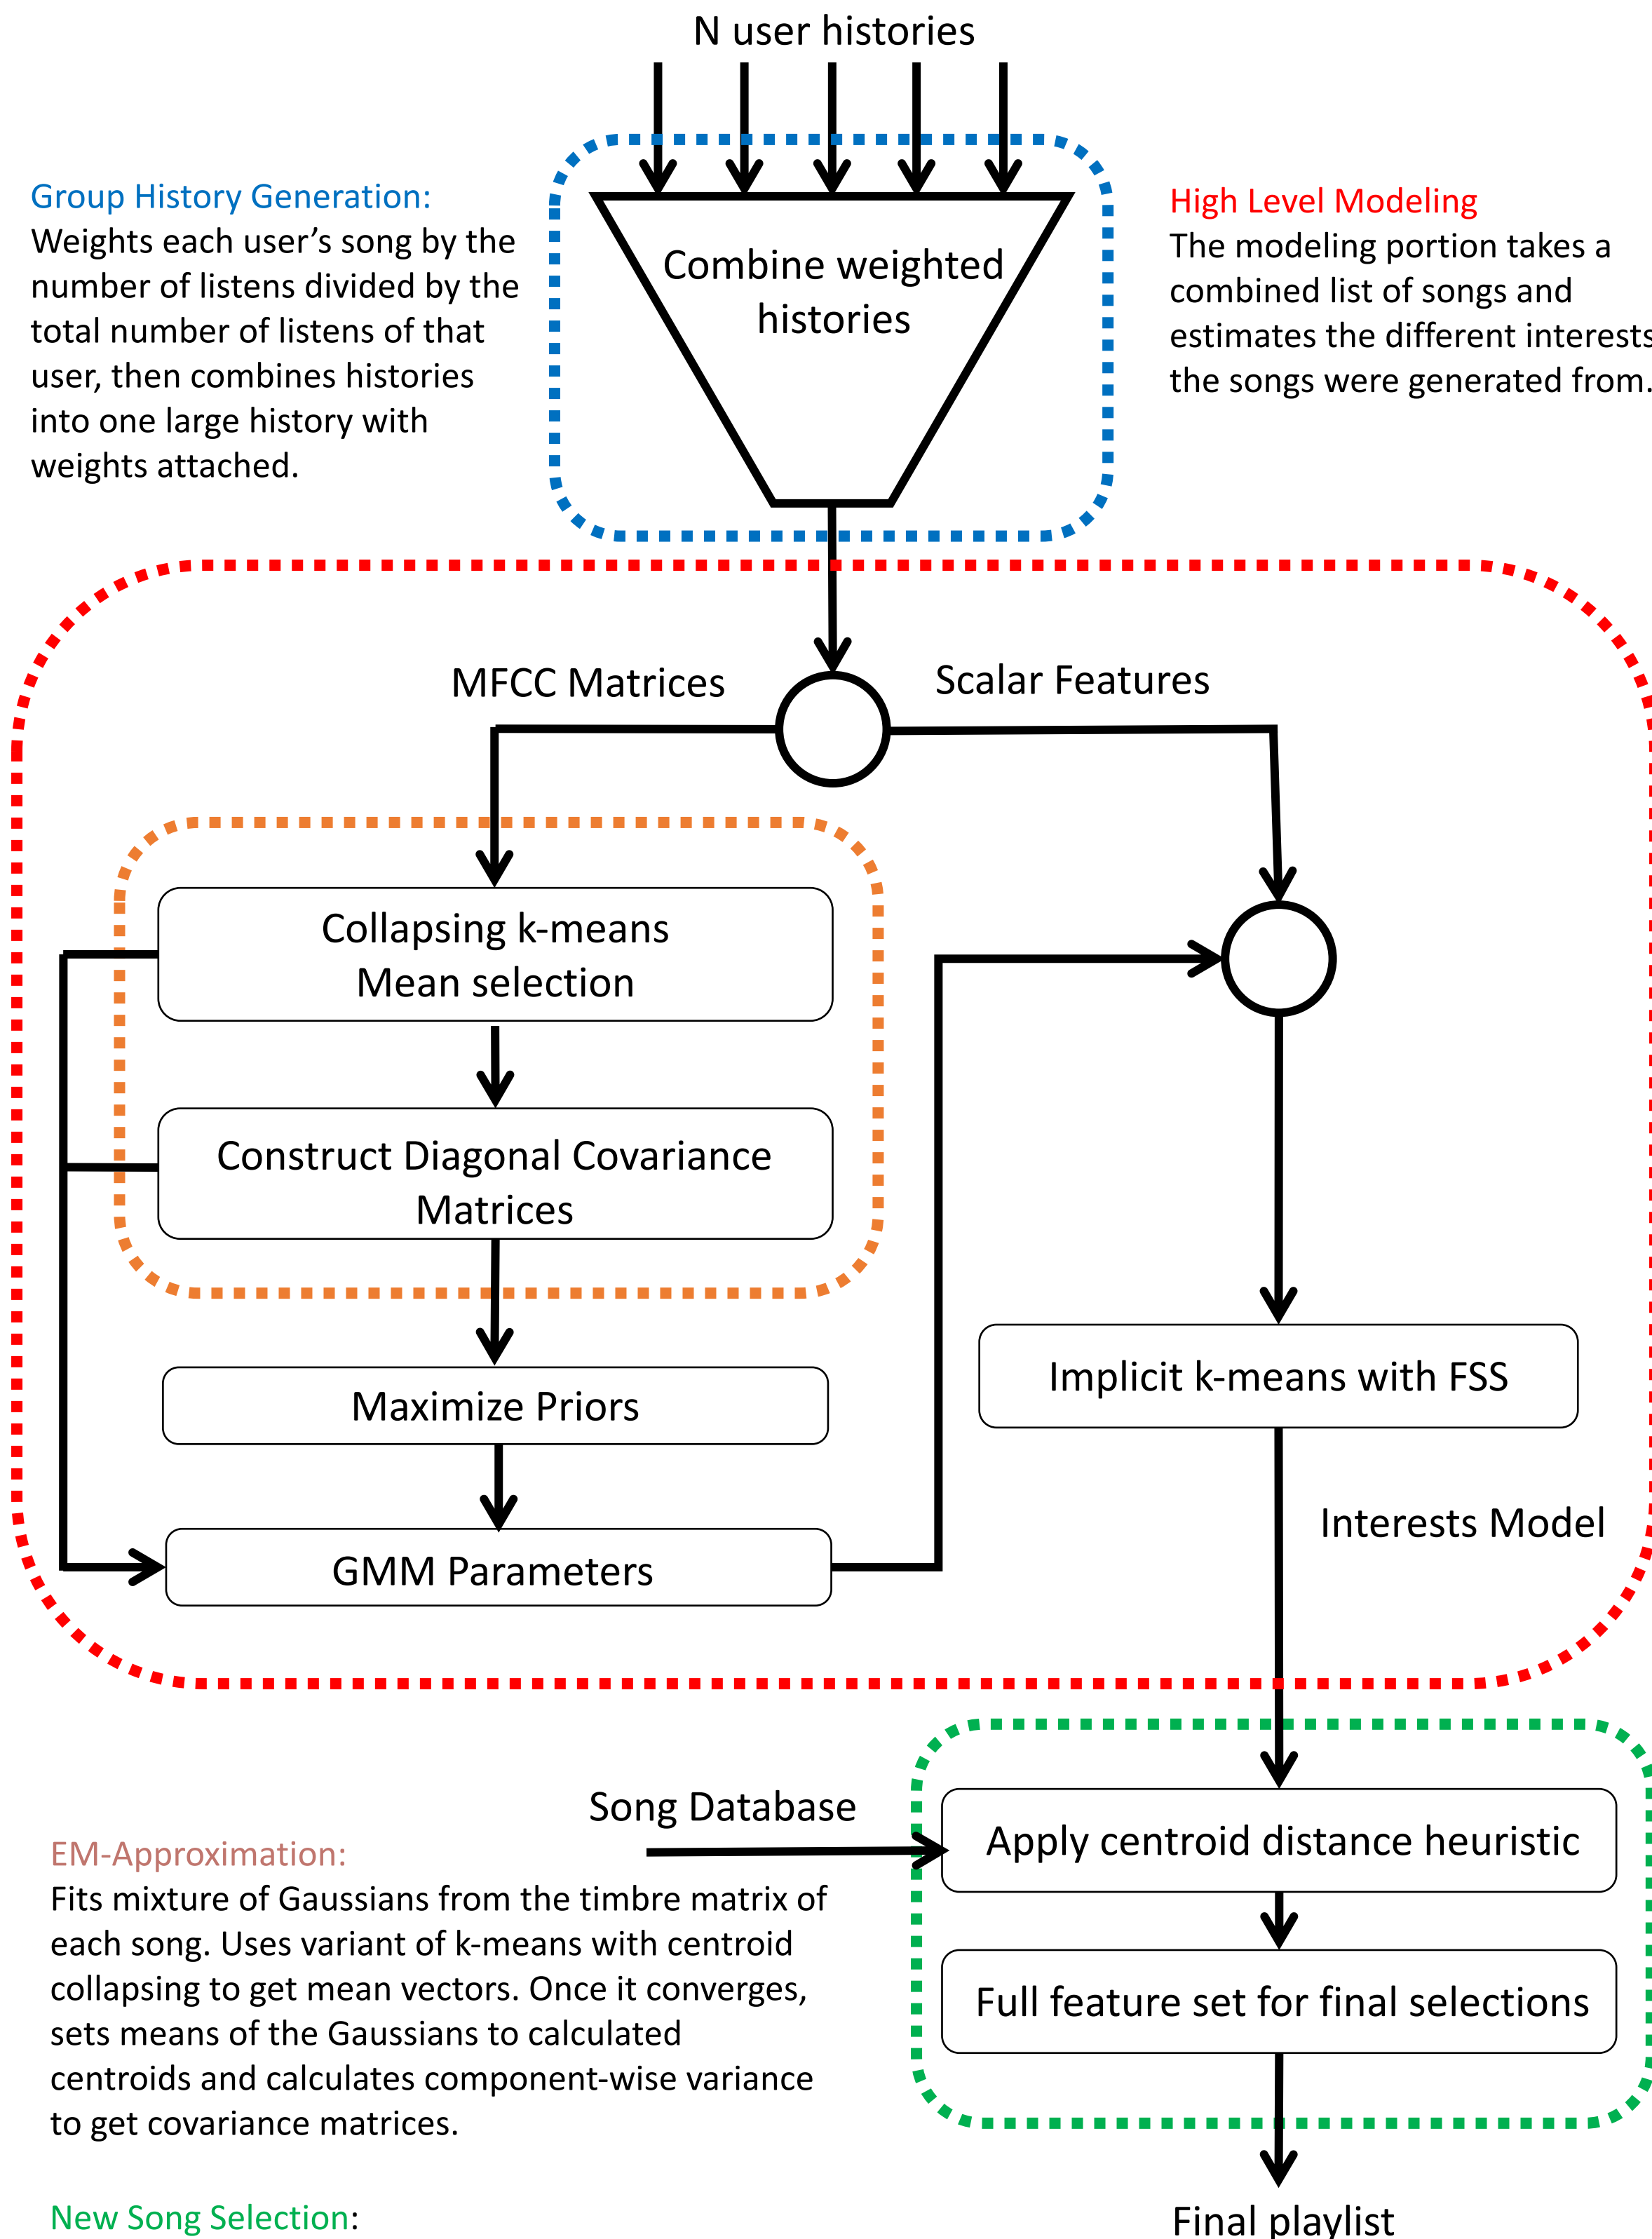 N user histories
Group History Generation:
Weights each user's song by the
number of listens divided by the
total number of listens of that
user, then combines histories
into one large history with
weights attached.
Combine weighted
histories
High Level Modeling
The modeling portion takes a
combined list of songs and
estimates the different interests
the songs were generated from.
MFCC Matrices
Scalar Features
Collapsing k-means
Mean selection
Construct Diagonal Covariance
Matrices
Maximize Priors
GMM Parameters
Implicit k-means with FSS
Interests Model
Song Database
Apply centroid distance heuristic
Full feature set for final selections
EM-Approximation:
Fits mixture of Gaussians from the timbre matrix of
each song. Uses variant of k-means with centroid
collapsing to get mean vectors. Once it converges,
sets means of the Gaussians to calculated
centroids and calculates component-wise variance
to get covariance matrices.
New Song Selection:
Final playlist